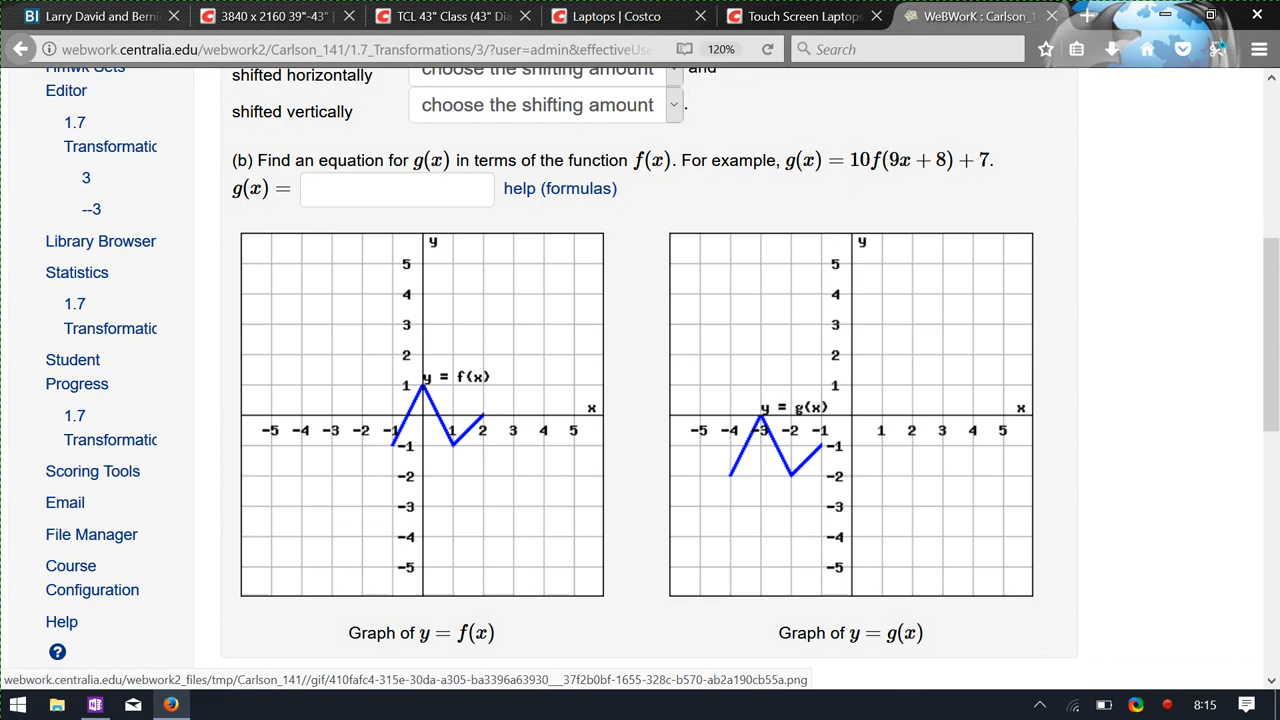 Larry David and Berni
3840 x 2160 39"-43"
TCL 43" Class (43" Dia
Laptops | Costco
Touch Screen Laptops
WeBWorK : Carlson_1
webwork.centralia.edu/webwork2/Carlson_141/1.7_Transformations/3/?user=admin&effectiveUse
120%
Search
Editor
1.7
Transformatic
3
--3
Library Browser
Statistics
1.7
Transformatic
Student
Progress
1.7
Transformatic
Scoring Tools
Email
File Manager
Course
Configuration
Help
?
shifted horizontally choose the shifting amount and
shifted vertically choose the shifting amount .
(b) Find an equation for g(x) in terms of the function f(x). For example, g(x) = 10f(9x + 8) + 7.
g(x) = help (formulas)
y
5
4
3
2
1
y = f(x)
x
-5 -4 -3 -2 -1 1 2 3 4 5
-1
-2
-3
-4
-5
Graph of y = f(x)
y
5
4
3
2
1
y = g(x)
x
-5 -4 -3 -2 -1 1 2 3 4 5
-1
-2
-3
-4
-5
Graph of y = g(x)
webwork.centralia.edu/webwork2_files/tmp/Carlson_141//gif/410fafc4-315e-30da-a305-ba3396a63930___37f2b0bf-1655-328c-b570-ab2a190cb55a.png
8:15